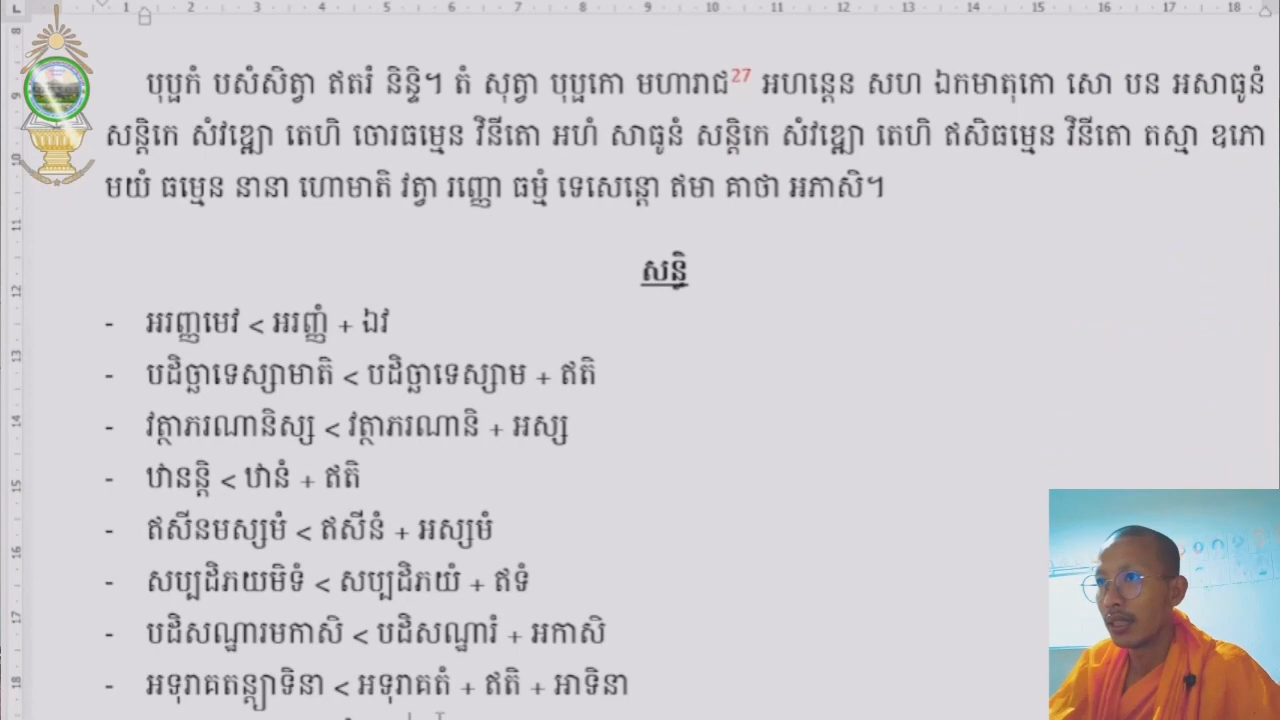 បុប្ផកំ បសំសិត្វា ឥតរំ និន្ទិ។ តំ សុត្វា បុប្ផកោ មហារាជ27 អហន្តេន សហ ឯកមាតុកោ សោ បន អសាធូនំ
សន្តិកេ សំវឌ្ឍោ តេហិ ចោរធម្មេន វិនីតោ អហំ សាធូនំ សន្តិកេ សំវឌ្ឍោ តេហិ ឥសិធម្មេន វិនីតោ តស្មា ឧភោ
មយំ ធម្មេន នានា ហោមាតិ វត្វា រញ្ញោ ធម្មំ ទេសេន្តោ ឥមា គាថា អភាសិ។
សន្ធិ
- អរញ្ញមេវ < អរញ្ញំ + ឯវ
- បដិច្ឆាទេស្សាមាតិ < បដិច្ឆាទេស្សាម + ឥតិ
- វត្ថាភរណានិស្ស < វត្ថាភរណានិ + អស្ស
- ឋានន្តិ < ឋានំ + ឥតិ
- ឥសីនមស្សមំ < ឥសីនំ + អស្សមំ
- សប្បដិភយមិទំ < សប្បដិភយំ + ឥទំ
- បដិសណ្ឋារមកាសិ < បដិសណ្ឋារំ + អកាសិ
- អទុរាគតន្ត្យាទិនា < អទុរាគតំ + ឥតិ + អាទិនា